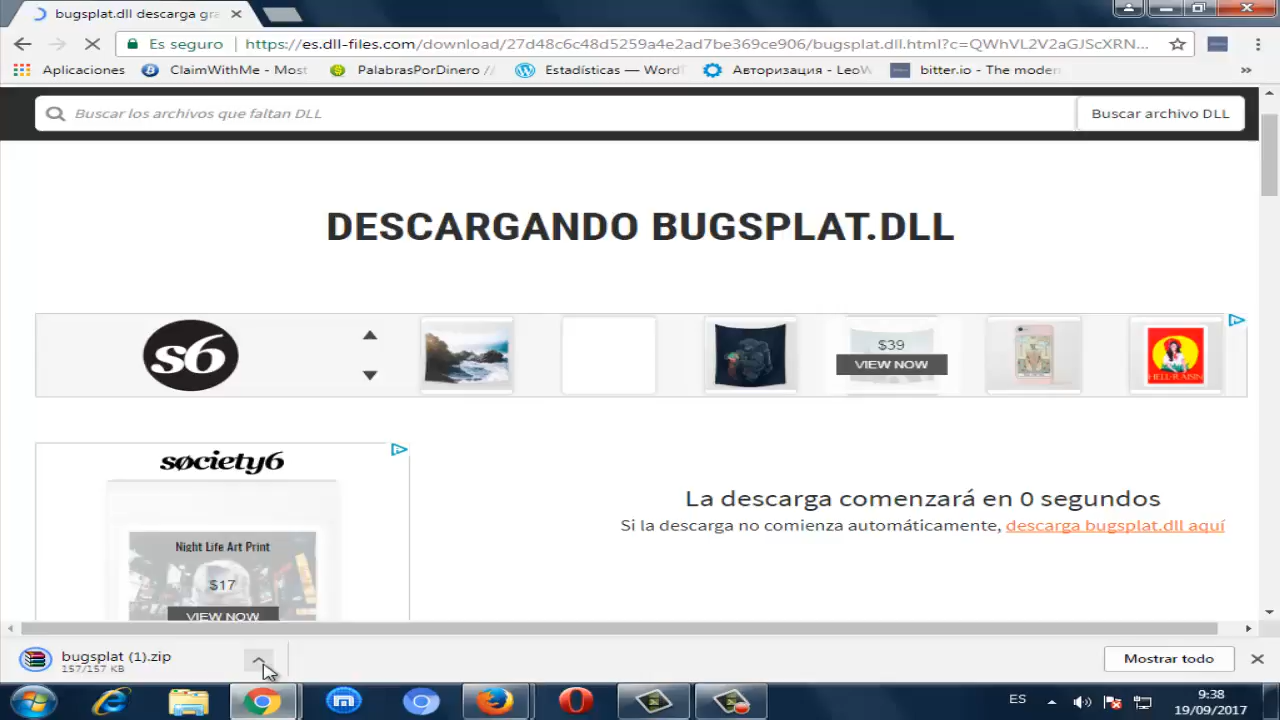 bugsplat.dll descarga gra
Es seguro
https://es.dll-files.com/download/27d48c6c48d5259a4e2ad7be369ce906/bugsplat.dll.html?c=QWhVL2V2aGJScXRN...
Aplicaciones
ClaimWithMe - Most
PalabrasPorDinero //
Estadísticas — Word
Авторизация - LeoW
bitter.io - The moder
»
Buscar los archivos que faltan DLL
Buscar archivo DLL
DESCARGANDO BUGSPLAT.DLL
s6
$39
VIEW NOW
HELL RAISIN
society6
Night Life Art Print
$17
VIEW NOW
La descarga comenzará en 0 segundos
Si la descarga no comienza automáticamente, descarga bugsplat.dll aquí
bugsplat (1).zip
157/157 KB
Mostrar todo
ES
9:38
19/09/2017